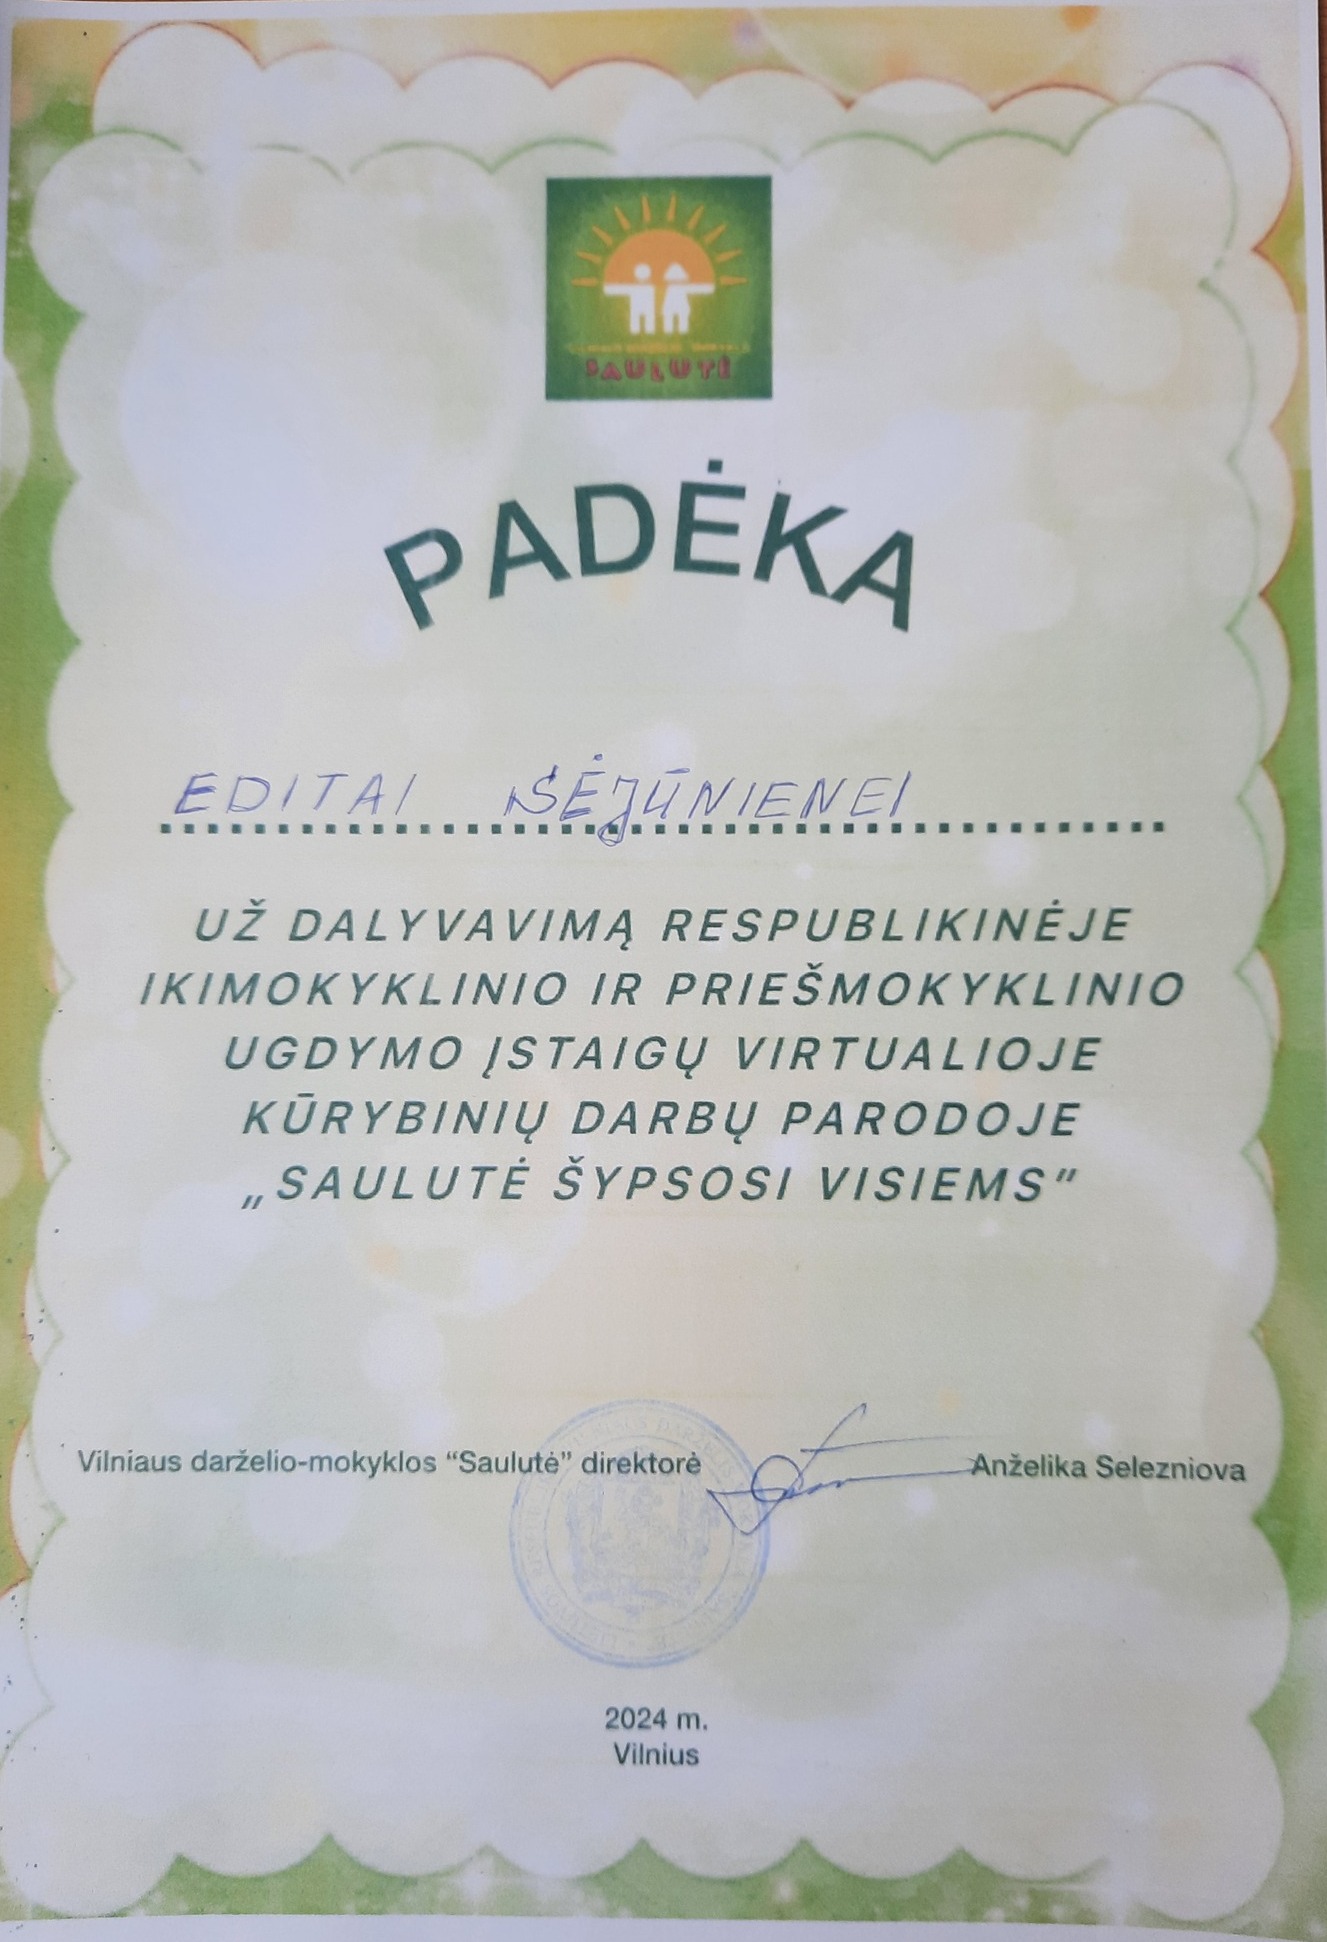 SAULUTĖ
PADĖKA
EDITAI ŠĖJŪNIENEI
UŽ DALYVAVIMĄ RESPUBLIKINĖJE
IKIMOKYKLINIO IR PRIEŠMOKYKLINIO
UGDYMO ĮSTAIGŲ VIRTUALIOJE
KŪRYBINIŲ DARBŲ PARODOJE
„SAULUTĖ ŠYPSOSI VISIEMS"
Vilniaus darželio-mokyklos “Saulutė” direktorė Anželika Selezniova
2024 m.
Vilnius